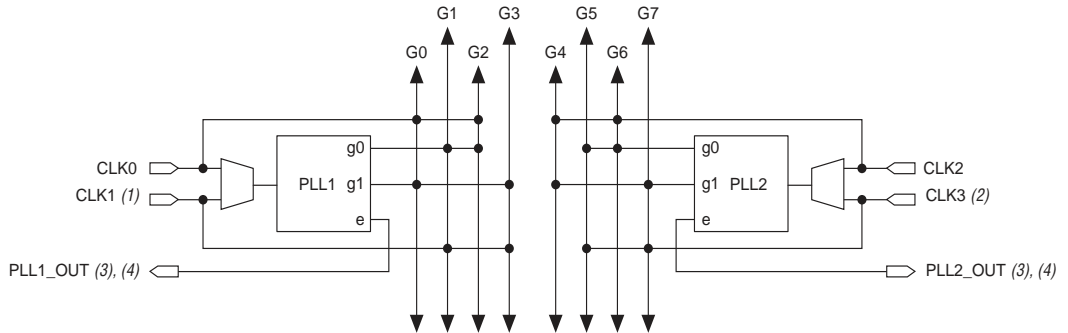 G1 G3 G5 G7
G0 G2 G4 G6
g0 g0
CLK0 CLK2
PLL1 g1 g1 PLL2
CLK1 (1) CLK3 (2)
e e
PLL1_OUT (3), (4) PLL2_OUT (3), (4)